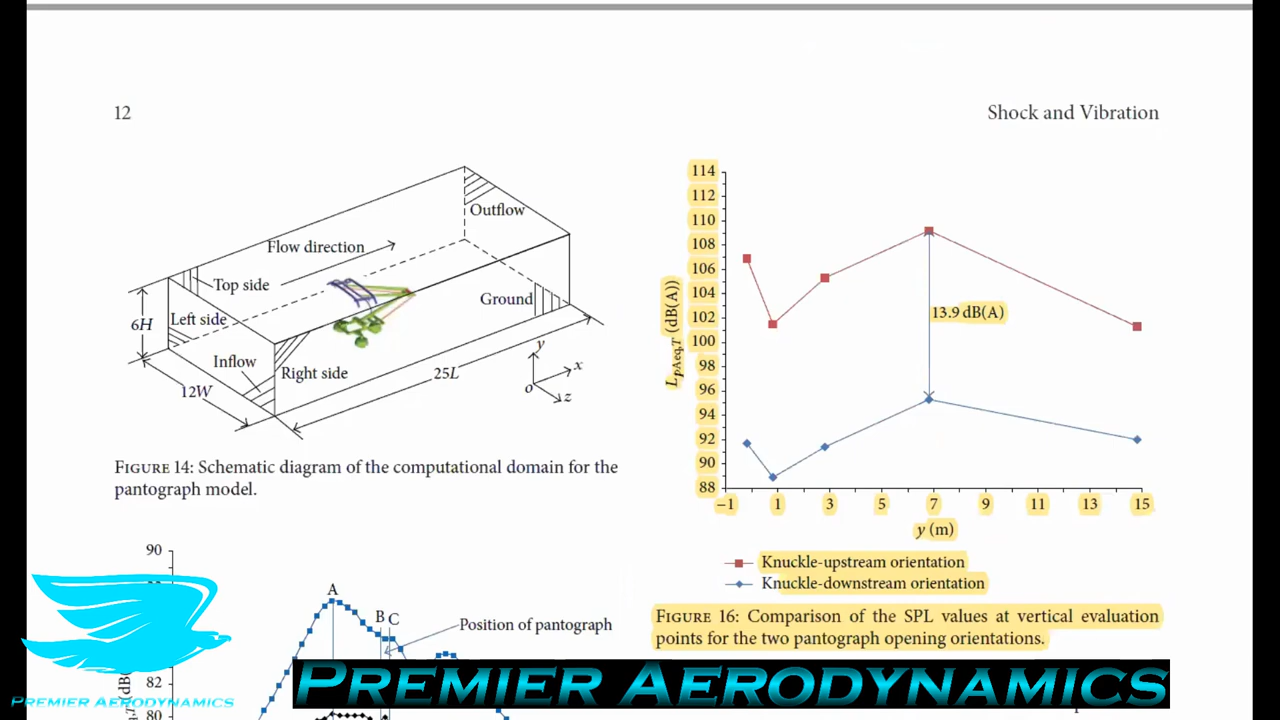 12
Shock and Vibration
Outflow
Flow direction
Top side
Ground
6H
Left side
Inflow
Right side
12W
25L
y
x
o
z
FIGURE 14: Schematic diagram of the computational domain for the
pantograph model.
114
112
110
108
106
104
102
100
98
96
94
92
90
88
LpAeq,T (dB(A))
13.9 dB(A)
−1 1 3 5 7 9 11 13 15
y (m)
Knuckle-upstream orientation
Knuckle-downstream orientation
FIGURE 16: Comparison of the SPL values at vertical evaluation
points for the two pantograph opening orientations.
90
A
B C
Position of pantograph
82
80
PREMIER AERODYNAMICS
PREMIER AERODYNAMICS